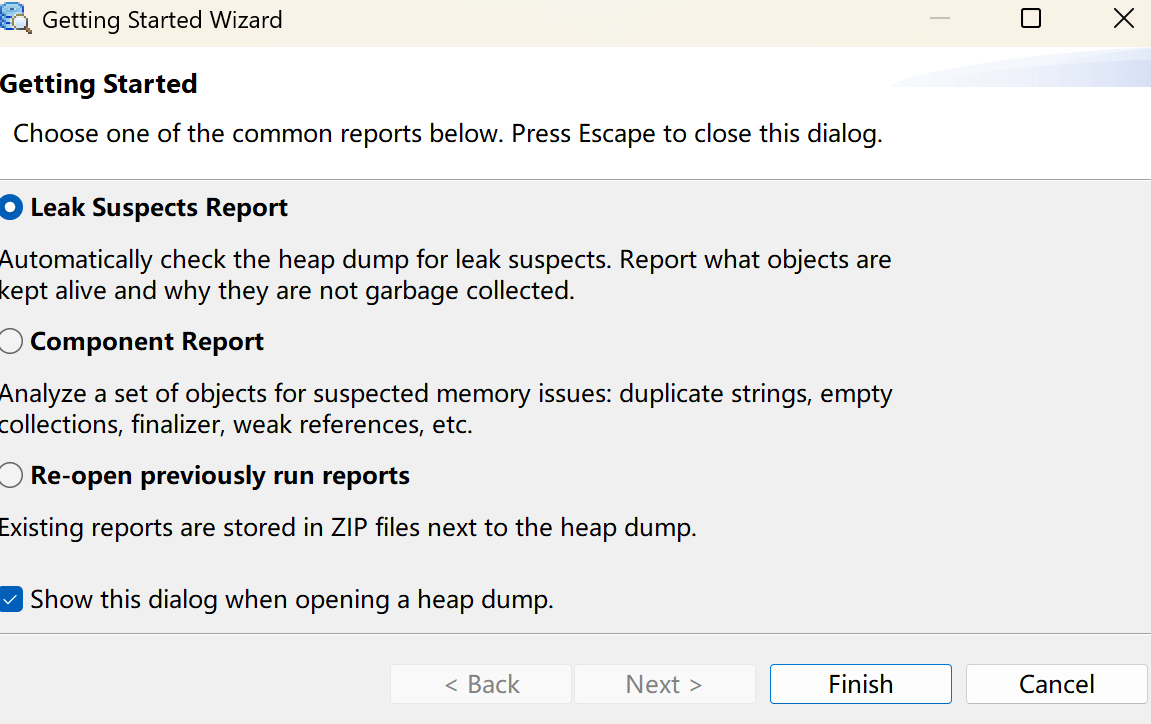 Getting Started Wizard
Getting Started
Choose one of the common reports below. Press Escape to close this dialog.
Leak Suspects Report
Automatically check the heap dump for leak suspects. Report what objects are
kept alive and why they are not garbage collected.
Component Report
Analyze a set of objects for suspected memory issues: duplicate strings, empty
collections, finalizer, weak references, etc.
Re-open previously run reports
Existing reports are stored in ZIP files next to the heap dump.
Show this dialog when opening a heap dump.
< Back
Next >
Finish
Cancel